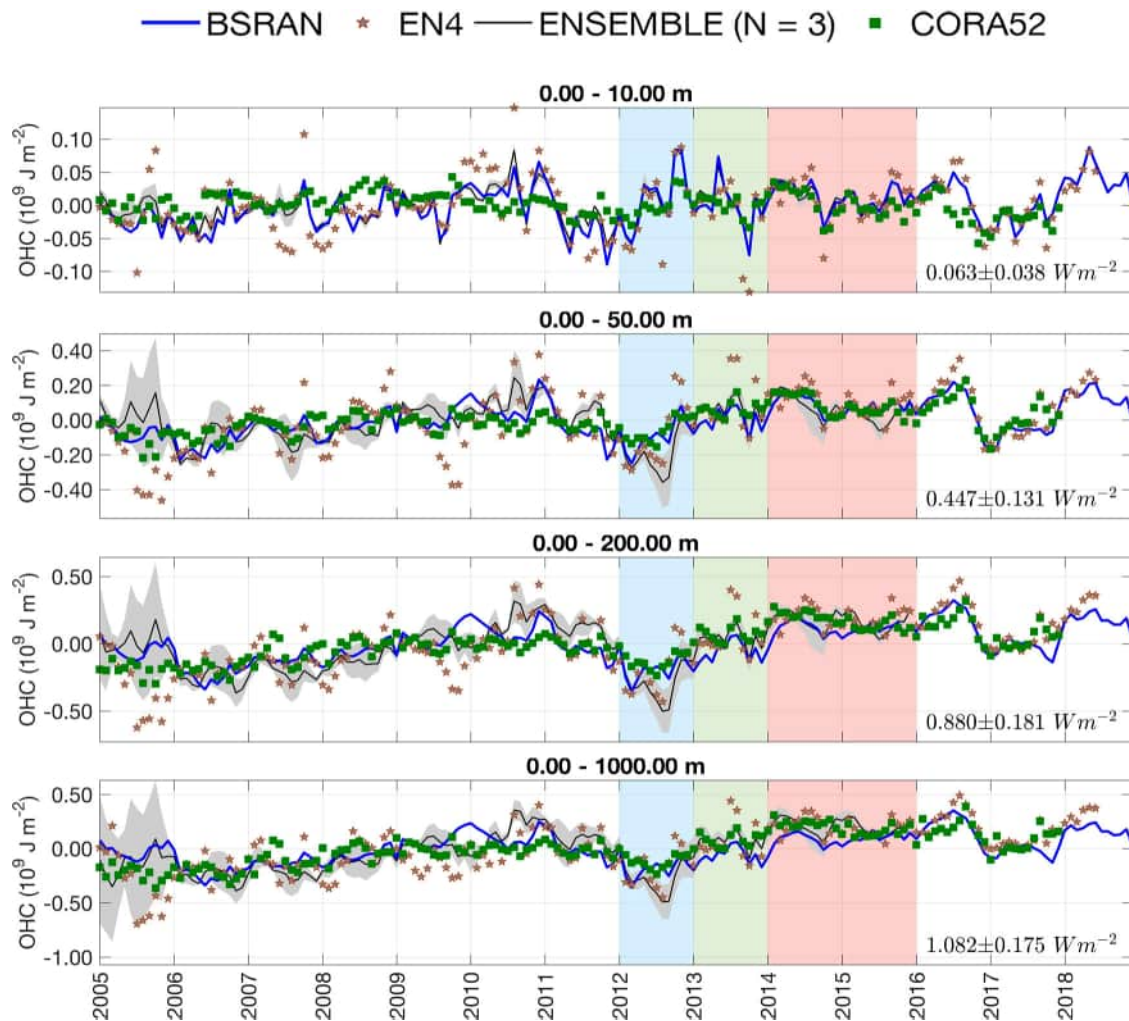 BSRAN EN4 ENSEMBLE (N = 3) CORA52
0.00 - 10.00 m
OHC (10⁹ J m⁻²)
0.10
0.05
0.00
-0.05
-0.10
0.063±0.038 Wm⁻²
0.00 - 50.00 m
OHC (10⁹ J m⁻²)
0.40
0.20
0.00
-0.20
-0.40
0.447±0.131 Wm⁻²
0.00 - 200.00 m
OHC (10⁹ J m⁻²)
0.50
0.00
-0.50
0.880±0.181 Wm⁻²
0.00 - 1000.00 m
OHC (10⁹ J m⁻²)
0.50
0.00
-0.50
-1.00
1.082±0.175 Wm⁻²
2005 2006 2007 2008 2009 2010 2011 2012 2013 2014 2015 2016 2017 2018